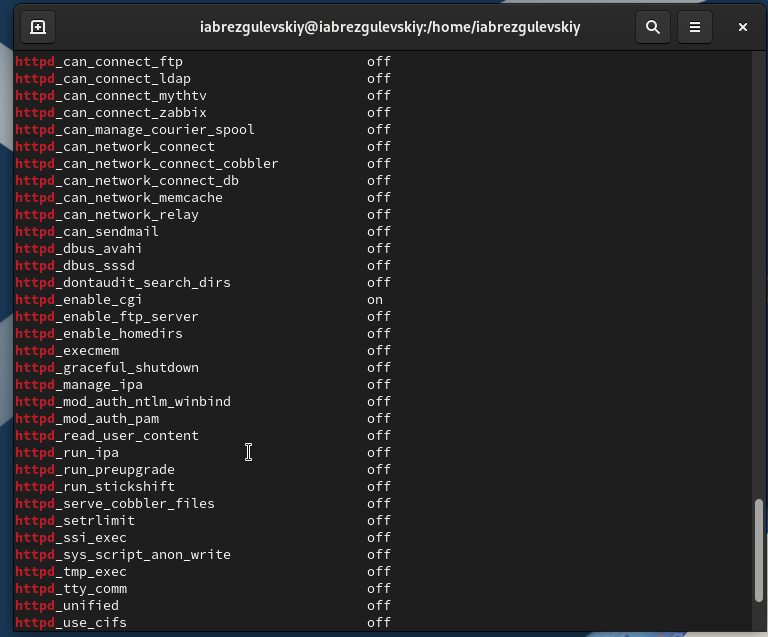 iabrezgulevskiy@iabrezgulevskiy:/home/iabrezgulevskiy
httpd_can_connect_ftp off
httpd_can_connect_ldap off
httpd_can_connect_mythtv off
httpd_can_connect_zabbix off
httpd_can_manage_courier_spool off
httpd_can_network_connect off
httpd_can_network_connect_cobbler off
httpd_can_network_connect_db off
httpd_can_network_memcache off
httpd_can_network_relay off
httpd_can_sendmail off
httpd_dbus_avahi off
httpd_dbus_sssd off
httpd_dontaudit_search_dirs off
httpd_enable_cgi on
httpd_enable_ftp_server off
httpd_enable_homedirs off
httpd_execmem off
httpd_graceful_shutdown off
httpd_manage_ipa off
httpd_mod_auth_ntlm_winbind off
httpd_mod_auth_pam off
httpd_read_user_content off
httpd_run_ipa off
httpd_run_preupgrade off
httpd_run_stickshift off
httpd_serve_cobbler_files off
httpd_setrlimit off
httpd_ssi_exec off
httpd_sys_script_anon_write off
httpd_tmp_exec off
httpd_tty_comm off
httpd_unified off
httpd_use_cifs off